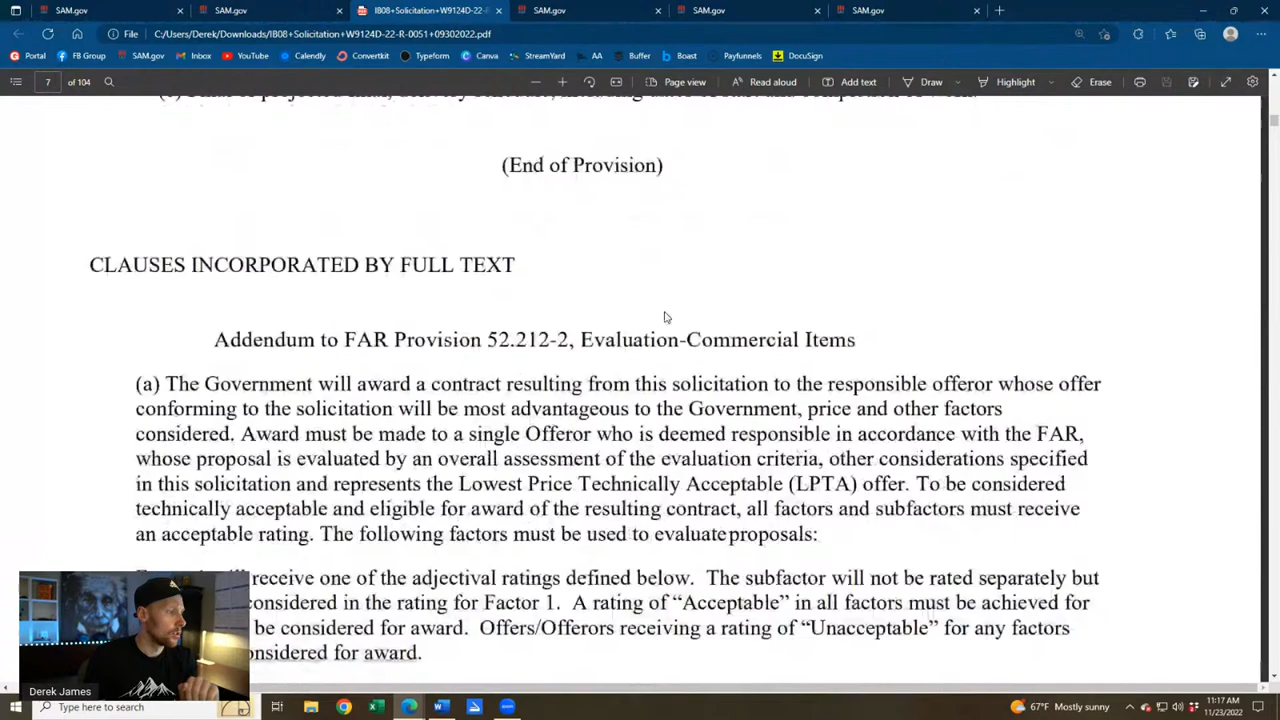 SAM.gov
SAM.gov
IB08+Solicitation+W9124D-22-R
SAM.gov
SAM.gov
SAM.gov
File
C:/Users/Derek/Downloads/IB08+Solicitation+W9124D-22-R-0051+09302022.pdf
Portal
FB Group
SAM.gov
Inbox
YouTube
Calendly
Convertkit
Typeform
Canva
StreamYard
AA
Buffer
Boast
Payfunnels
DocuSign
7 of 104
Page view
Read aloud
Add text
Draw
Highlight
Erase
(End of Provision)
CLAUSES INCORPORATED BY FULL TEXT
Addendum to FAR Provision 52.212-2, Evaluation-Commercial Items
(a) The Government will award a contract resulting from this solicitation to the responsible offeror whose offer
conforming to the solicitation will be most advantageous to the Government, price and other factors
considered. Award must be made to a single Offeror who is deemed responsible in accordance with the FAR,
whose proposal is evaluated by an overall assessment of the evaluation criteria, other considerations specified
in this solicitation and represents the Lowest Price Technically Acceptable (LPTA) offer. To be considered
technically acceptable and eligible for award of the resulting contract, all factors and subfactors must receive
an acceptable rating. The following factors must be used to evaluate proposals:
receive one of the adjectival ratings defined below. The subfactor will not be rated separately but
considered in the rating for Factor 1. A rating of “Acceptable” in all factors must be achieved for
be considered for award. Offers/Offerors receiving a rating of “Unacceptable” for any factors
considered for award.
Derek James
Type here to search
67°F Mostly sunny
11:17 AM
11/23/2022